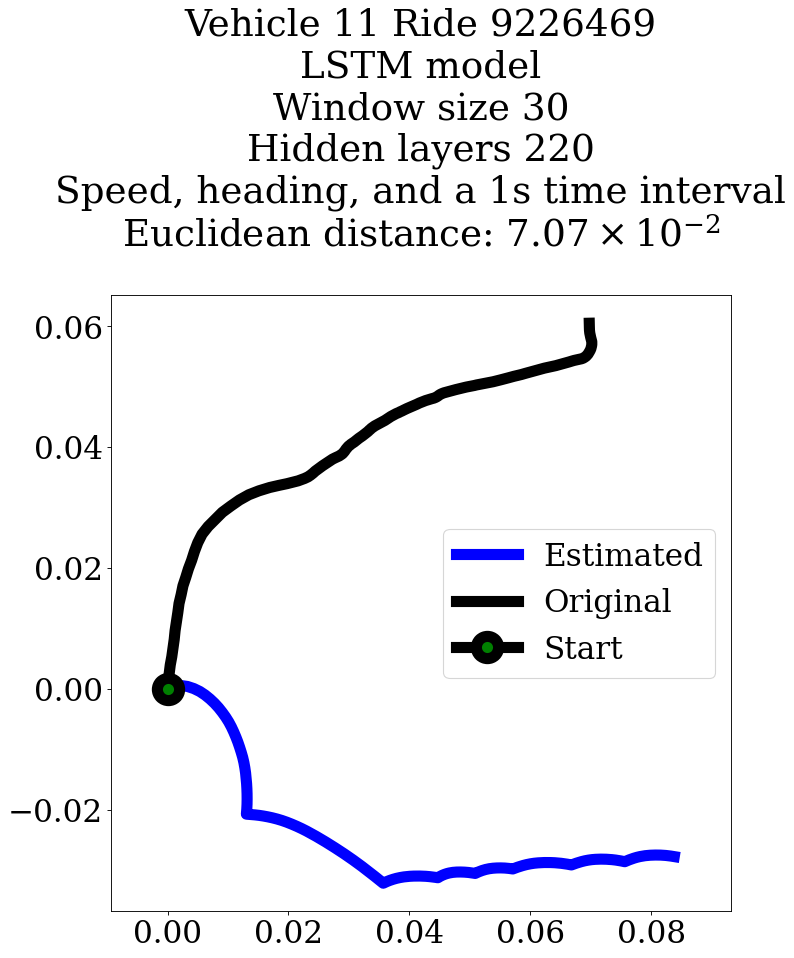 Vehicle 11 Ride 9226469
LSTM model
Window size 30
Hidden layers 220
Speed, heading, and a 1s time interval
Euclidean distance: 7.07 × 10⁻²
0.06
0.04
0.02
0.00
−0.02
Estimated
Original
Start
0.00 0.02 0.04 0.06 0.08